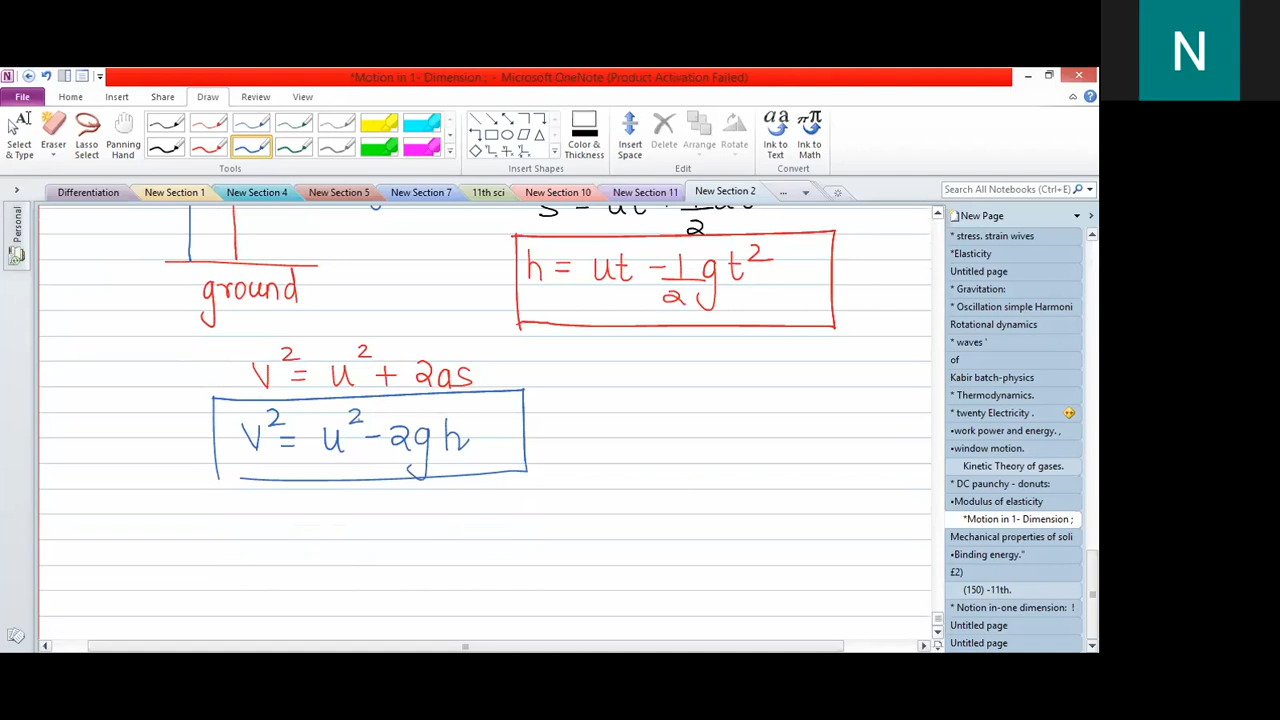 N
*Motion in 1- Dimension ; - Microsoft OneNote (Product Activation Failed)
File Home Insert Share Draw Review View
Select & Type
Eraser
Lasso Select
Panning Hand
Color & Thickness
Insert Space
Delete
Arrange
Rotate
Ink to Text
Ink to Math
Tools
Insert Shapes
Edit
Convert
Differentiation New Section 1 New Section 4 New Section 5 New Section 7 11th sci New Section 10 New Section 11 New Section 2 ...
Search All Notebooks (Ctrl+E)
Personal
ground
h = ut - 1/2 gt²
v² = u² + 2as
v² = u² - 2gh
New Page
* stress. strain wives
*Elasticity
Untitled page
* Gravitation:
* Oscillation simple Harmoni
Rotational dynamics
* waves '
of
Kabir batch-physics
* Thermodynamics.
* twenty Electricity .
•work power and energy. ,
•window motion.
Kinetic Theory of gases.
* DC paunchy - donuts:
•Modulus of elasticity
*Motion in 1- Dimension ;
Mechanical properties of soli
•Binding energy."
£2)
(150) -11th.
* Notion in-one dimension: !
Untitled page
Untitled page